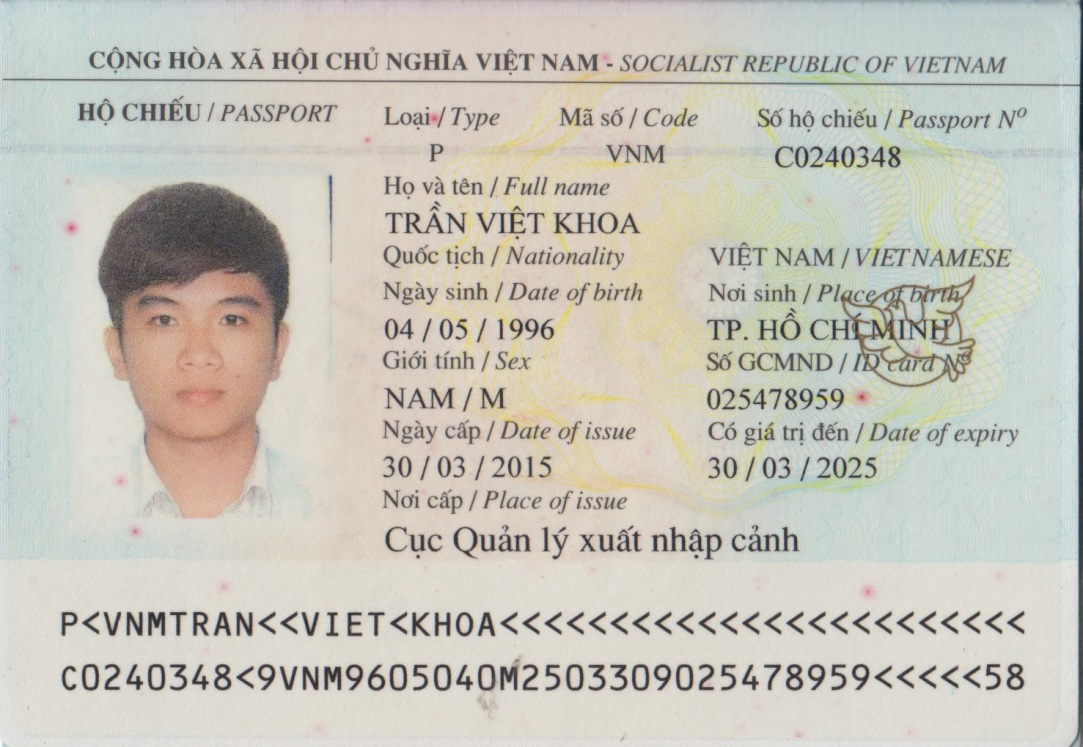 CỘNG HÒA XÃ HỘI CHỦ NGHĨA VIỆT NAM - SOCIALIST REPUBLIC OF VIETNAM
HỘ CHIẾU / PASSPORT
Loại / Type
Mã số / Code
Số hộ chiếu / Passport Nº
P
VNM
C0240348
Họ và tên / Full name
TRẦN VIỆT KHOA
Quốc tịch / Nationality
VIỆT NAM / VIETNAMESE
Ngày sinh / Date of birth
Nơi sinh / Place of birth
04 / 05 / 1996
TP. HỒ CHÍ MINH
Giới tính / Sex
Số GCMND / ID card Nº
NAM / M
025478959
Ngày cấp / Date of issue
Có giá trị đến / Date of expiry
30 / 03 / 2015
30 / 03 / 2025
Nơi cấp / Place of issue
Cục Quản lý xuất nhập cảnh
P<VNMTRAN<<VIET<KHOA<<<<<<<<<<<<<<<<<<<<<<<<
C0240348<9VNM9605040M2503309025478959<<<<<58